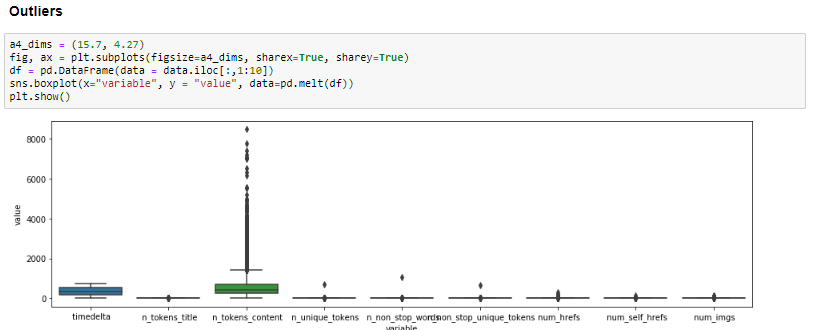 Outliers
a4_dims = (15.7, 4.27)
fig, ax = plt.subplots(figsize=a4_dims, sharex=True, sharey=True)
df = pd.DataFrame(data = data.iloc[:,1:10])
sns.boxplot(x="variable", y = "value", data=pd.melt(df))
plt.show()
8000
6000
4000
2000
0
value
timedelta n_tokens_title n_tokens_content n_unique_tokens n_non_stop_words non_stop_unique_tokens num_hrefs num_self_hrefs num_imgs
variable